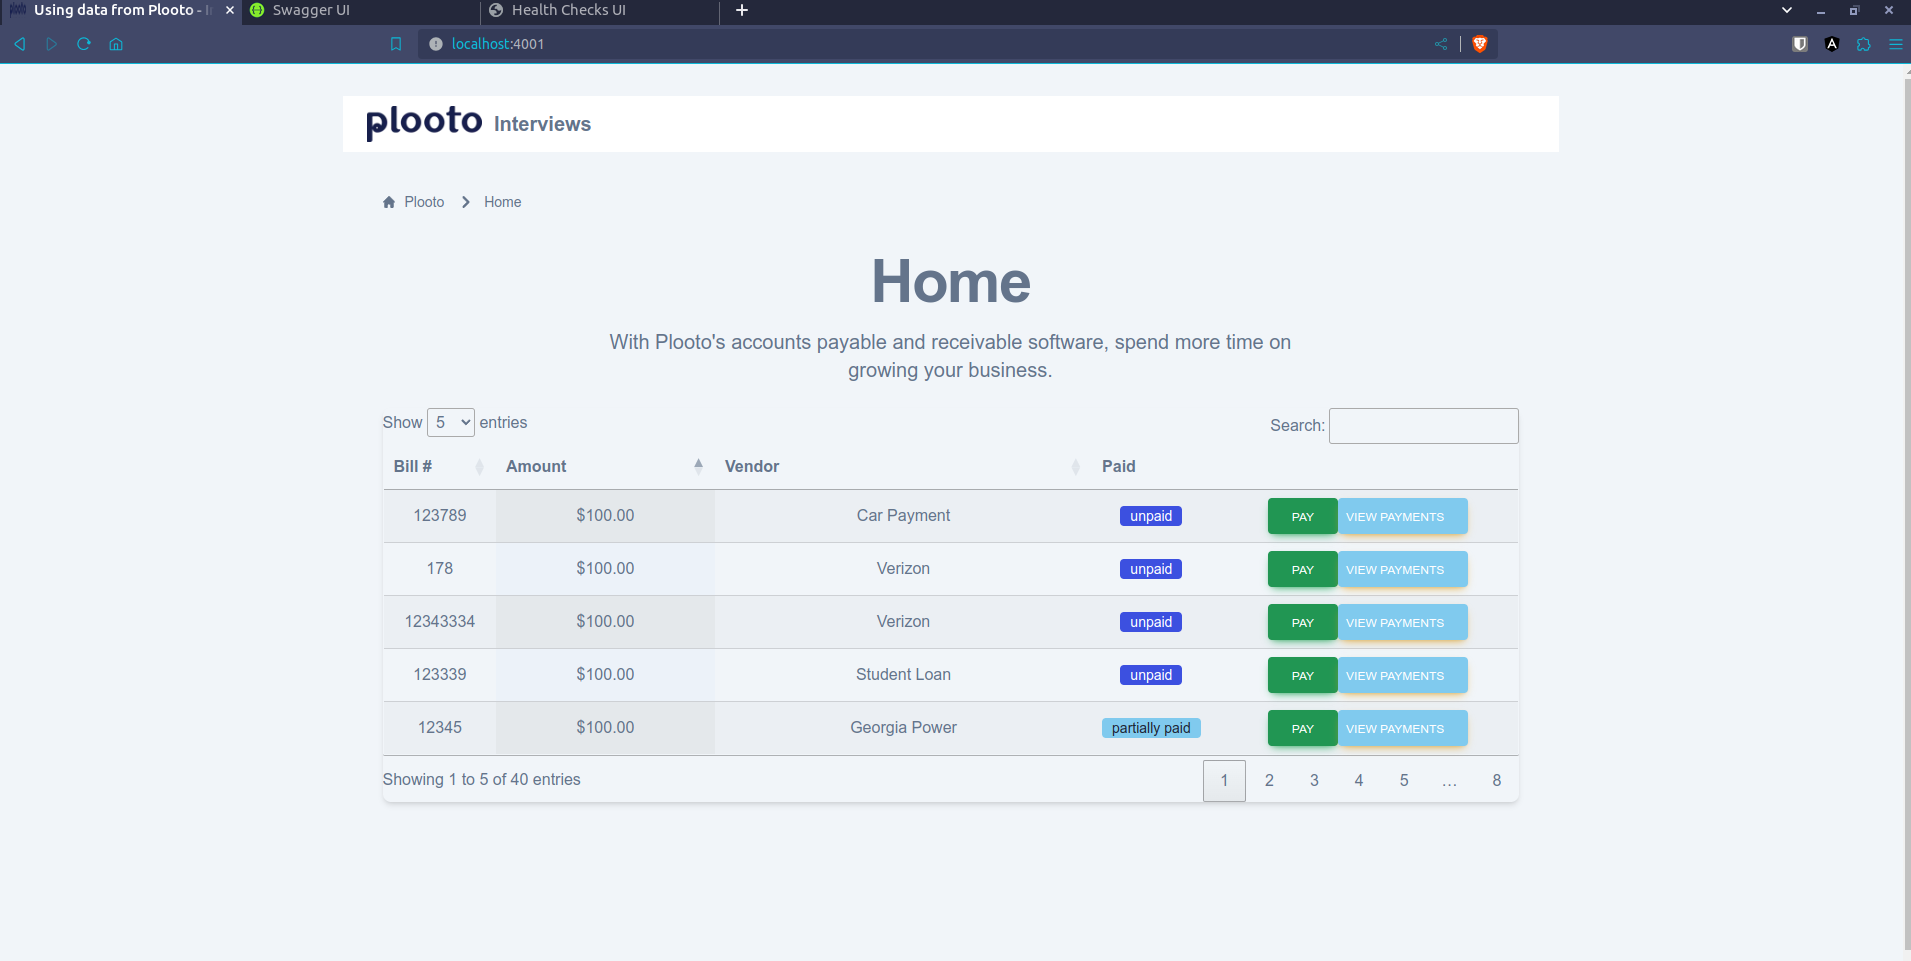 plooto Using data from Plooto - I
Swagger UI
Health Checks UI
localhost:4001
plooto Interviews
Plooto
Home
Home
With Plooto's accounts payable and receivable software, spend more time on
growing your business.
Show 5 entries
Search:
Bill # Amount Vendor Paid
123789 $100.00 Car Payment unpaid PAY VIEW PAYMENTS
178 $100.00 Verizon unpaid PAY VIEW PAYMENTS
12343334 $100.00 Verizon unpaid PAY VIEW PAYMENTS
123339 $100.00 Student Loan unpaid PAY VIEW PAYMENTS
12345 $100.00 Georgia Power partially paid PAY VIEW PAYMENTS
Showing 1 to 5 of 40 entries
1 2 3 4 5 … 8